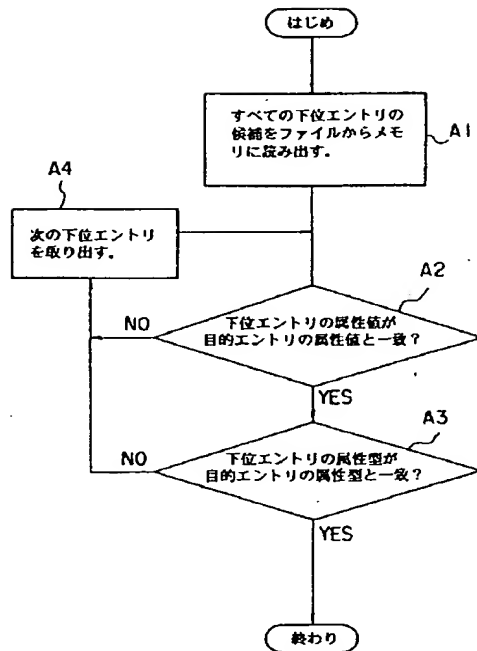 はじめ
すべての下位エントリの
候補をファイルからメモ
リに読み出す。
A1
A4
次の下位エントリ
を取り出す。
A2
下位エントリの属性値が
目的エントリの属性値と一致?
NO
YES
A3
下位エントリの属性型が
目的エントリの属性型と一致?
NO
YES
終わり